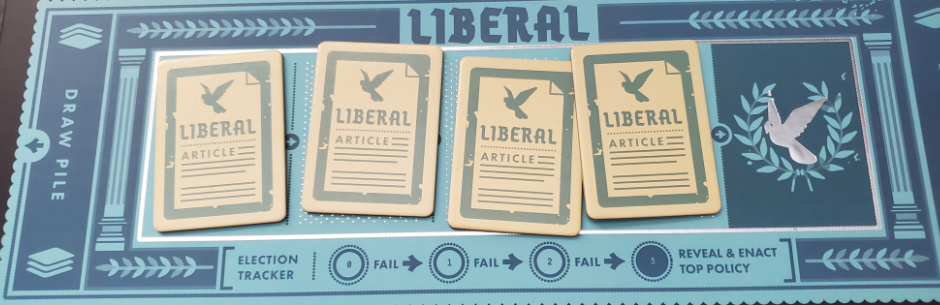 LIBERAL
DRAW PILE
LIBERAL
ARTICLE
LIBERAL
ARTICLE
LIBERAL
ARTICLE
LIBERAL
ARTICLE
ELECTION
TRACKER
0 FAIL 1 FAIL 2 FAIL 3
REVEAL & ENACT
TOP POLICY